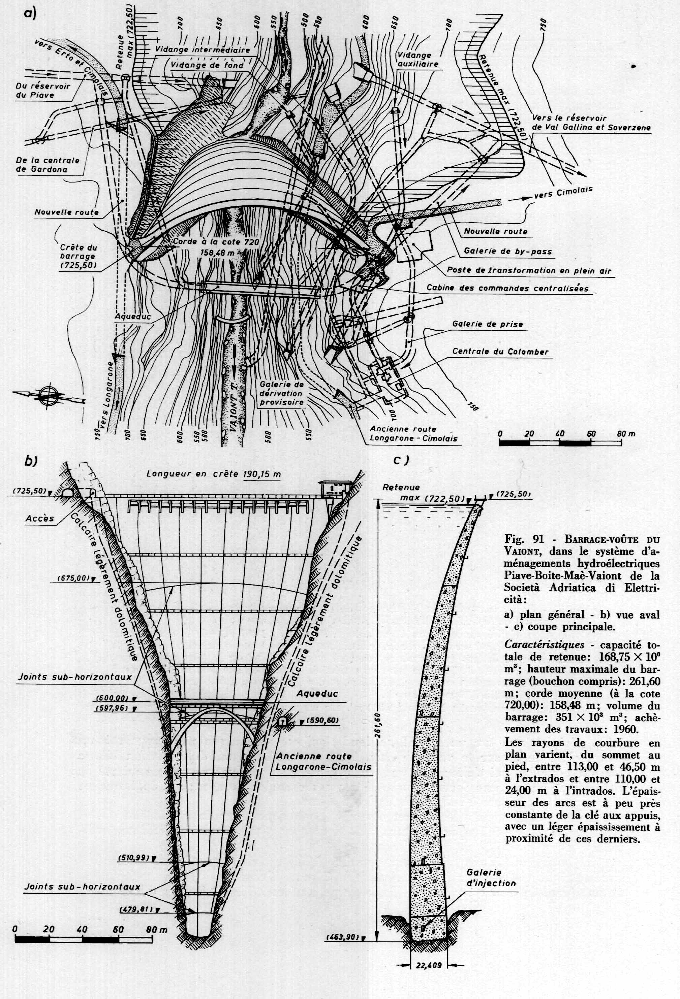 a)
700
650
600
550
500
550
600
650
700
750
Retenue
max (722,50)
vers Erto et Cimolais
Vidange intermédiaire
Vidange de fond
Vidange
auxiliaire
Retenue max (722,50)
Du réservoir
du Piave
Vers le réservoir
de Val Gallina et Soverzene
De la centrale
de Gardona
vers Cimolais
Nouvelle route
Nouvelle route
Corde à la cote 720
158,48 m
Crête du
barrage
(725,50)
Galerie de by-pass
Poste de transformation en plein air
Cabine des commandes centralisées
Aqueduc
Galerie de prise
Centrale du Colomber
vers Longarone
VAIONT T.
Galerie de
dérivation
provisoire
750
700
650
600
550
500
500
550
700
750
Ancienne route
Longarone - Cimolais
0 20 40 60 80 m
b)
Longueur en crête 190,15 m
(725,50)
Accès
Calcaire légèrement dolomitique
Calcaire légèrement dolomitique
(675,00)
Joints sub-horizontaux
(600,00)
(597,96)
Aqueduc
(590,60)
Ancienne route
Longarone-Cimolais
(510,99)
Joints sub-horizontaux
(479,81)
0 20 40 60 80 m
c)
Retenue
max (722,50)
(725,50)
261,60
Galerie
d'injection
(463,90)
22,409
Fig. 91 - BARRAGE-VOÛTE DU
VAIONT, dans le système d'a-
ménagements hydroélectriques
Piave-Boite-Maè-Vaiont de la
Società Adriatica di Elettri-
cità:
a) plan général - b) vue aval
- c) coupe principale.
Caractéristiques - capacité to-
tale de retenue: 168,75 × 10⁶
m³; hauteur maximale du bar-
rage (bouchon compris): 261,60
m; corde moyenne (à la cote
720,00): 158,48 m; volume du
barrage: 351 × 10³ m³; achè-
vement des travaux: 1960.
Les rayons de courbure en
plan varient, du sommet au
pied, entre 113,00 et 46,50 m
à l'extrados et entre 110,00 et
24,00 m à l'intrados. L'épais-
seur des arcs est à peu près
constante de la clé aux appuis,
avec un léger épaississement à
proximité de ces derniers.